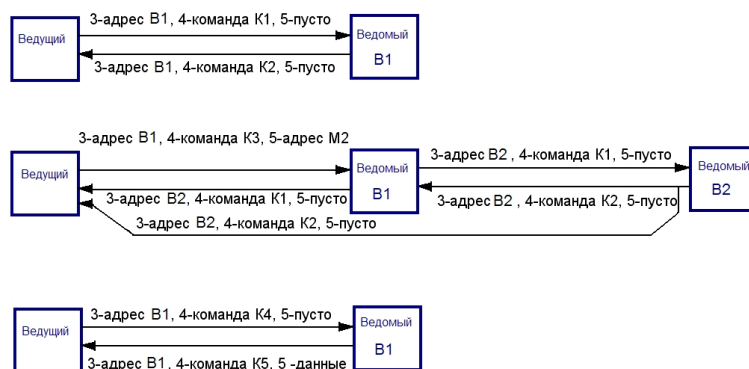 3-адрес В1, 4-команда К1, 5-пусто
Ведущий
Ведомый
В1
3-адрес В1, 4-команда К2, 5-пусто
3-адрес В1, 4-команда К3, 5-адрес М2
3-адрес В2 , 4-команда К1, 5-пусто
Ведущий
Ведомый
В1
Ведомый
В2
3-адрес В2, 4-команда К1, 5-пусто
3-адрес В2 , 4-команда К2, 5-пусто
3-адрес В2, 4-команда К2, 5-пусто
3-адрес В1, 4-команда К4, 5-пусто
Ведущий
Ведомый
В1
3-адрес В1, 4-команда К5, 5 -данные